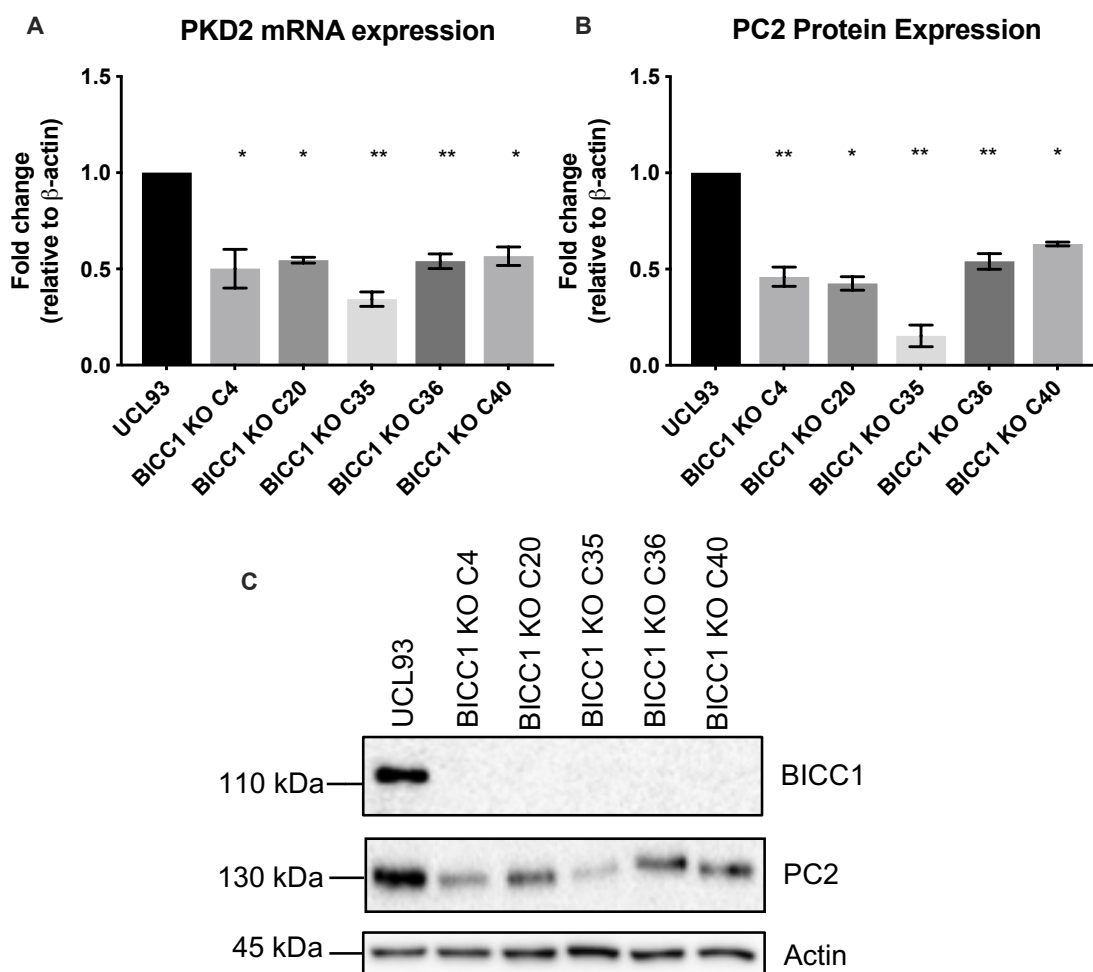 A
PKD2 mRNA expression
Fold change
(relative to β-actin)
1.5
1.0
0.5
0.0
* * ** ** *
UCL93
BICC1 KO C4
BICC1 KO C20
BICC1 KO C35
BICC1 KO C36
BICC1 KO C40
B
PC2 Protein Expression
Fold change
(relative to β-actin)
1.5
1.0
0.5
0.0
** * ** ** *
UCL93
BICC1 KO C4
BICC1 KO C20
BICC1 KO C35
BICC1 KO C36
BICC1 KO C40
C
UCL93
BICC1 KO C4
BICC1 KO C20
BICC1 KO C35
BICC1 KO C36
BICC1 KO C40
110 kDa
BICC1
130 kDa
PC2
45 kDa
Actin